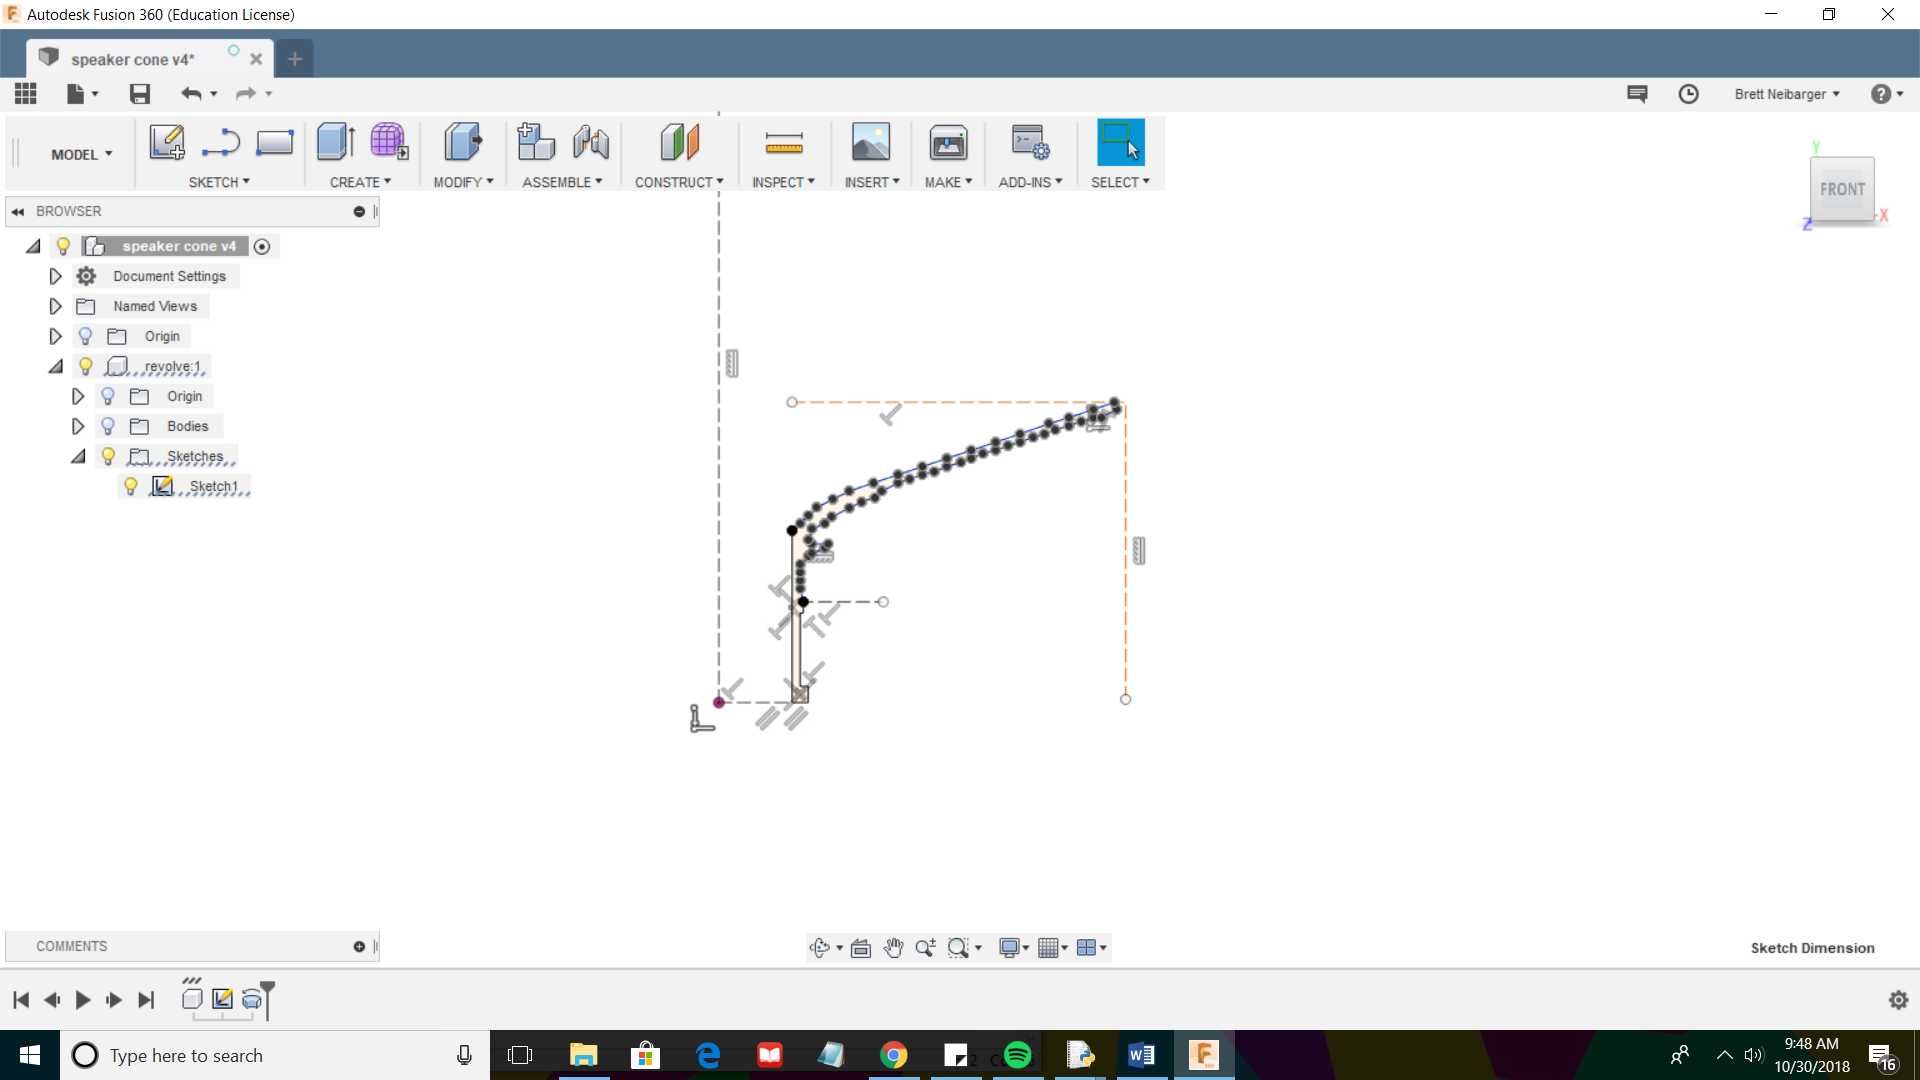 Autodesk Fusion 360 (Education License)
speaker cone v4*
Brett Neibarger
MODEL
SKETCH
CREATE
MODIFY
ASSEMBLE
CONSTRUCT
INSPECT
INSERT
MAKE
ADD-INS
SELECT
Y
FRONT
X
Z
BROWSER
speaker cone v4
Document Settings
Named Views
Origin
revolve:1
Origin
Bodies
Sketches
Sketch1
COMMENTS
Sketch Dimension
Type here to search
9:48 AM
10/30/2018
16